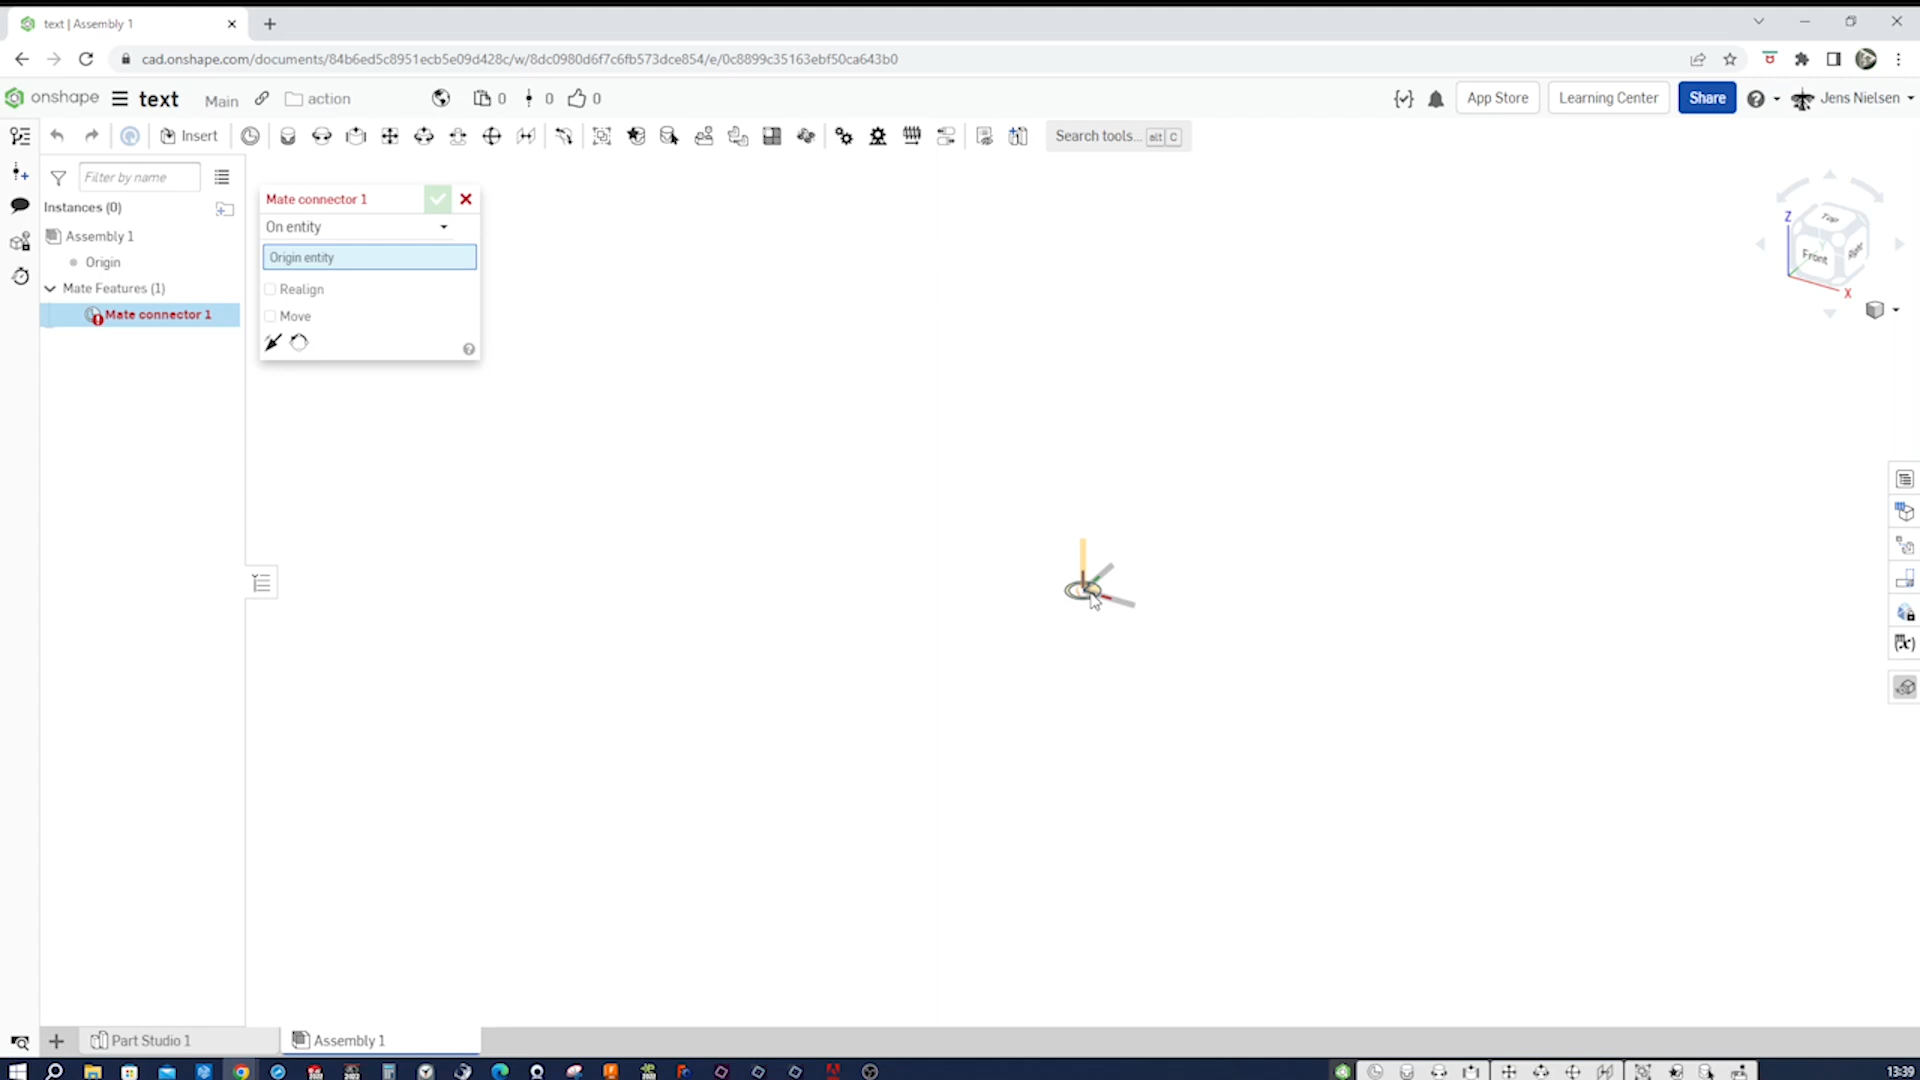 text | Assembly 1
cad.onshape.com/documents/84b6ed5c8951ecb5e09d428c/w/8dc0980d6f7c6fb573dce854/e/0c8899c35163ebf50ca643b0
onshape text Main action 0 0 0 App Store Learning Center Share Jens Nielsen
Insert Search tools... alt C
Filter by name
Instances (0)
Assembly 1
Origin
Mate Features (1)
Mate connector 1
Mate connector 1
On entity
Origin entity
Realign
Move
Z
Top
Front
Right
Y
X
(x)
Part Studio 1
Assembly 1
13:39